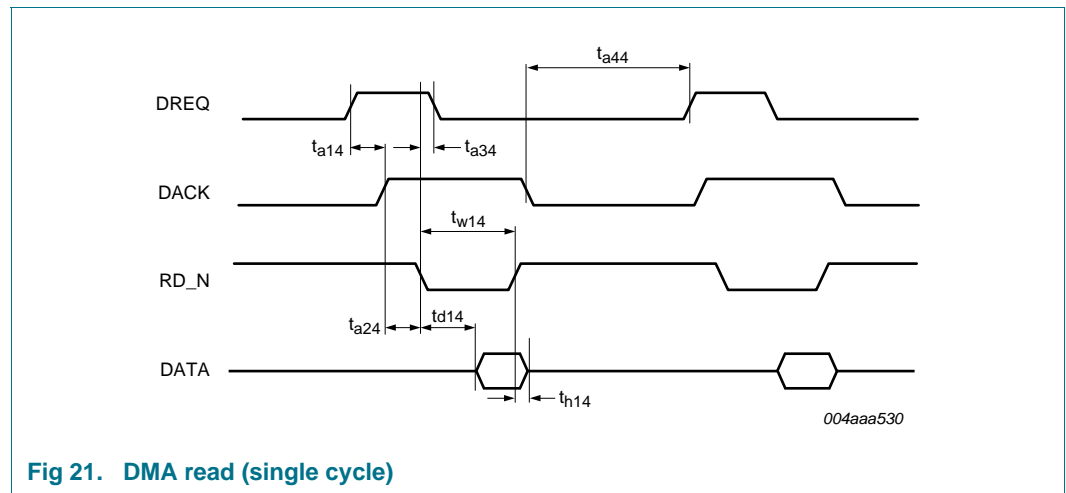 ta44
DREQ
ta14
ta34
DACK
tw14
RD_N
ta24
td14
DATA
th14
004aaa530
Fig 21. DMA read (single cycle)